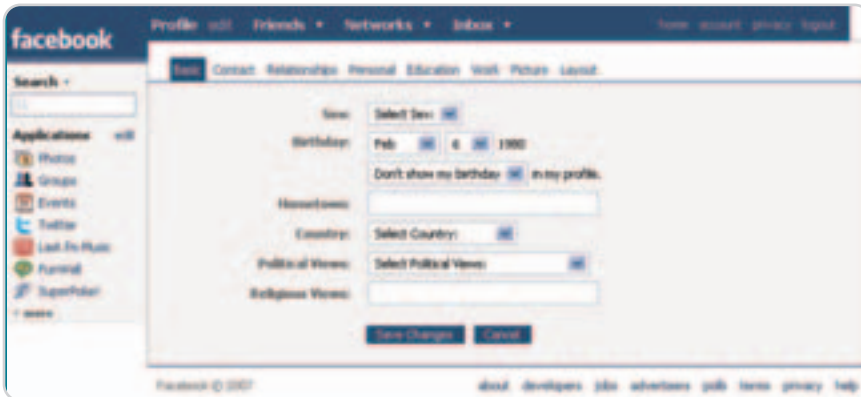 facebook
Profile edit Friends Networks Inbox home account privacy logout
Search
Basic Contact Relationships Personal Education Work Picture Layout
Applications edit
Photos
Groups
Events
Twitter
Last.fm Music
FunWall
SuperPoke!
more
Sex: Select Sex:
Birthday: Feb 6 1980
Don't show my birthday in my profile.
Hometown:
Country: Select Country:
Political Views: Select Political Views:
Religious Views:
Save Changes Cancel
Facebook © 2007 about developers jobs advertisers polls terms privacy help